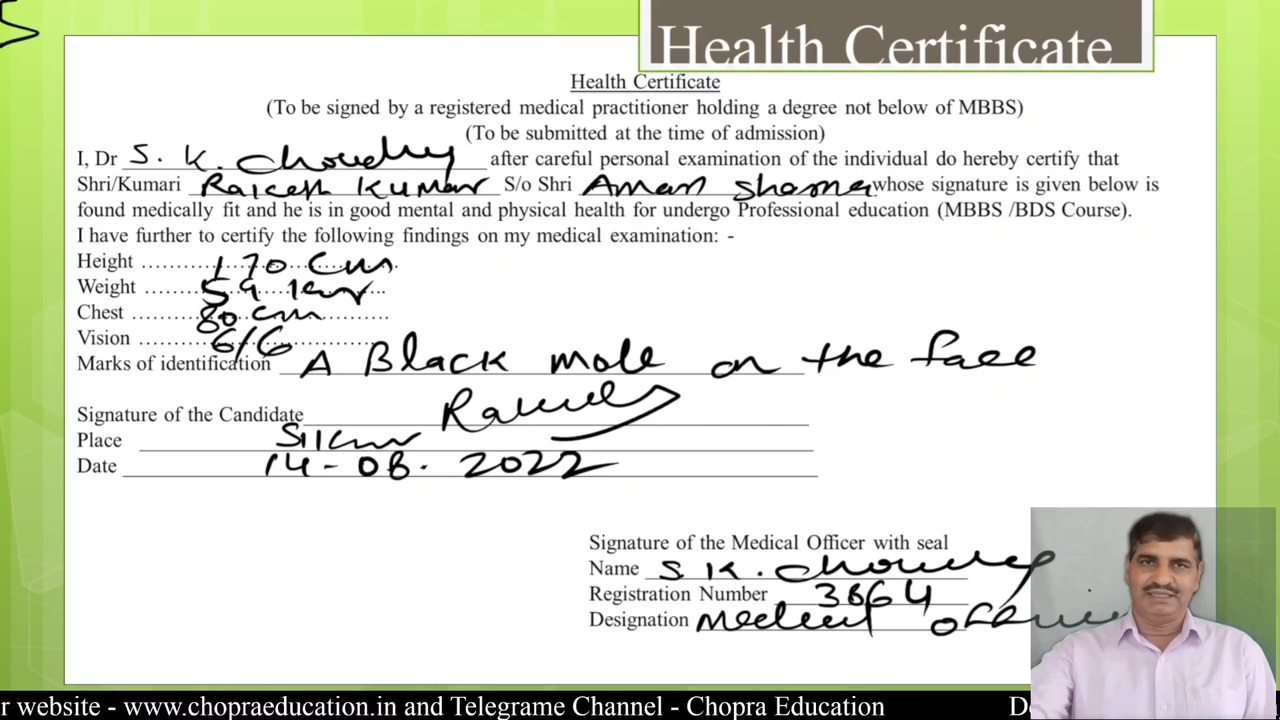 Health Certificate
Health Certificate
(To be signed by a registered medical practitioner holding a degree not below of MBBS)
(To be submitted at the time of admission)
I, Dr S. K. Choudhy after careful personal examination of the individual do hereby certify that
Shri/Kumari Rakesh Kumar S/o Shri Aman Sharma whose signature is given below is
found medically fit and he is in good mental and physical health for undergo Professional education (MBBS /BDS Course).
I have further to certify the following findings on my medical examination: -
Height 170 Cm
Weight 59
Chest 80 cm
Vision 6/6
Marks of identification A Black mole on the face
Signature of the Candidate
Place
Date 14-08. 2022
Signature of the Medical Officer with seal
Name S K.
Registration Number 3864
Designation Medical
r website - www.chopraeducation.in and Telegrame Channel - Chopra Education